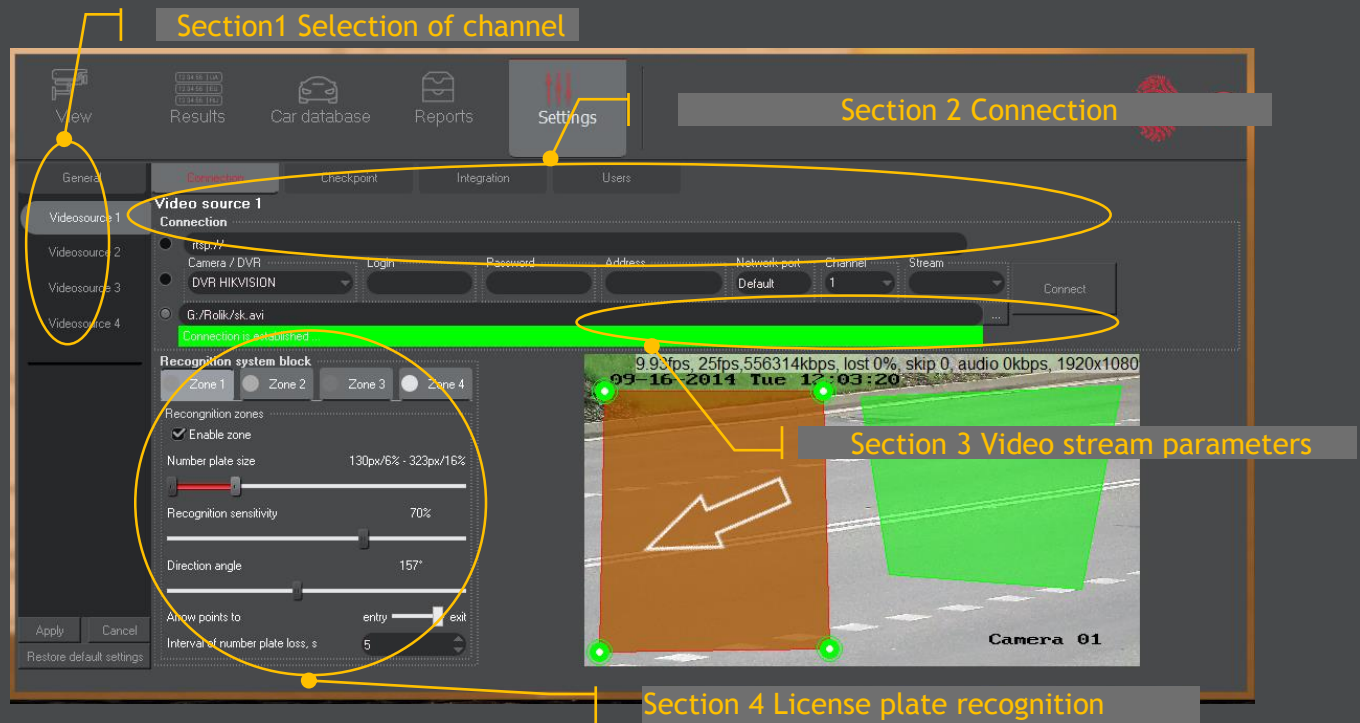 Section1 Selection of channel
Section 2 Connection
View
Results
Car database
Reports
Settings
General
Connection
Checkpoint
Integration
Users
Videosource 1
Videosource 2
Videosource 3
Videosource 4
Video source 1
Connection
rtsp://
Camera / DVR
Login
Password
Address
Network port
Channel
Stream
DVR HIKVISION
Default
1
Connect
G:/Rolik/sk.avi
...
Connection is established ...
Recognition system block
Zone 1
Zone 2
Zone 3
Zone 4
Recongnition zones
Enable zone
Number plate size 130px/6% - 323px/16%
Recognition sensitivity 70%
Direction angle 157°
Arrow points to entry exit
Interval of number plate loss, s 5
Apply Cancel
Restore default settings
9.93fps, 25fps,556314kbps, lost 0%, skip 0, audio 0kbps, 1920x1080
09-16-2014 Tue
Section 3 Video stream parameters
Camera 01
Section 4 License plate recognition